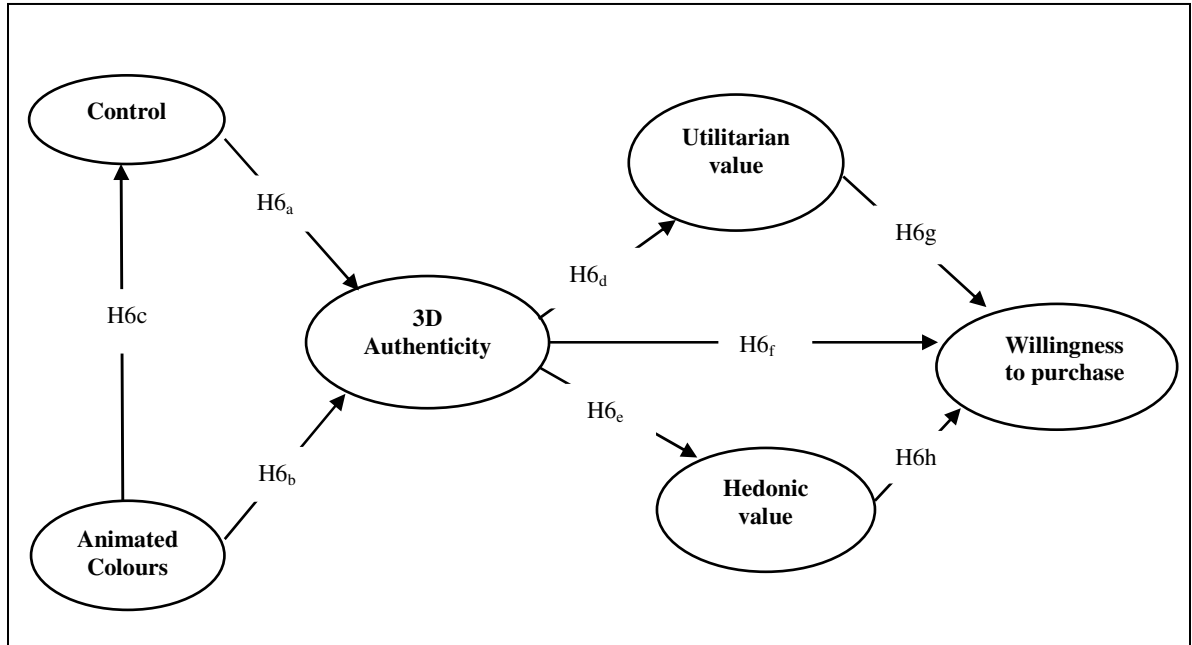 Control
Utilitarian
value
H6a
H6g
H6d
H6c
3D
Authenticity
H6f
Willingness
to purchase
H6e
H6b
H6h
Hedonic
value
Animated
Colours